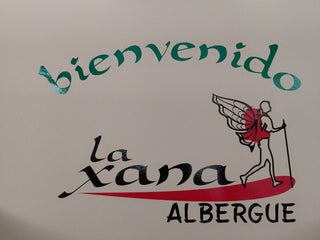 bienvenido
la
xana
ALBERGUE